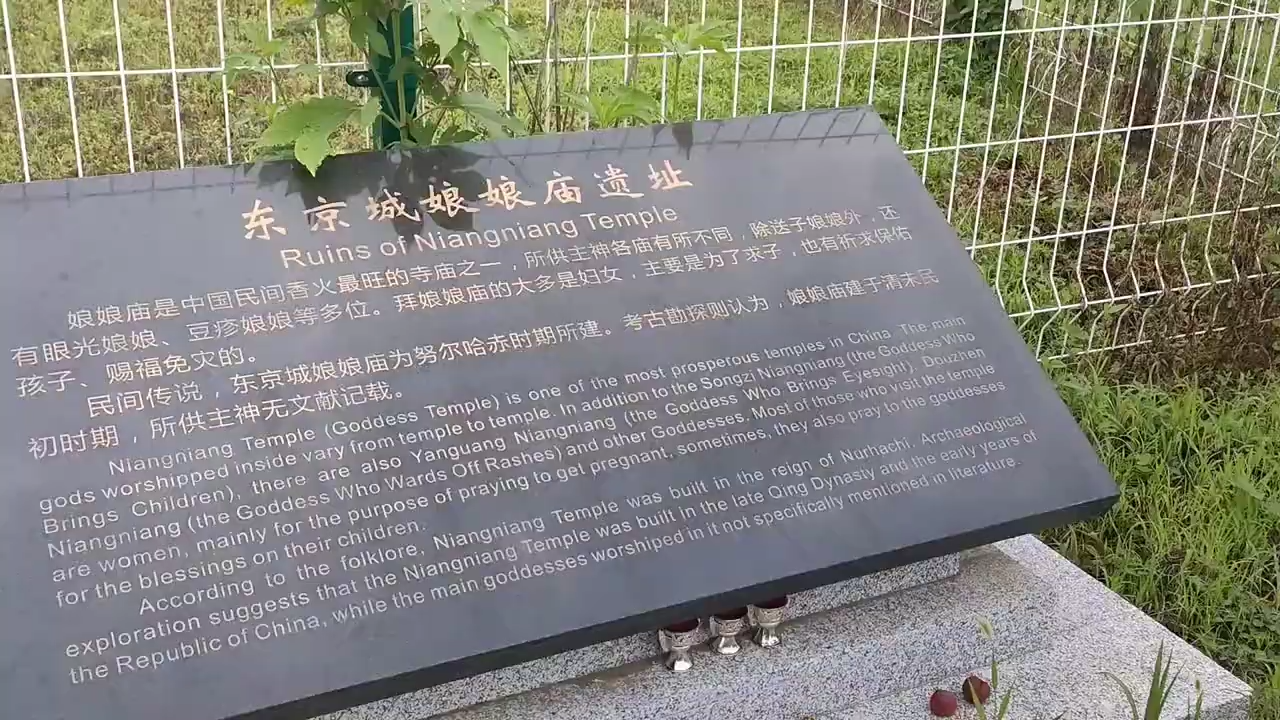 东京城娘娘庙遗址
Ruins of Niangniang Temple
娘娘庙是中国民间香火最旺的寺庙之一，所供主神各庙有所不同，除送子娘娘外，还
有眼光娘娘、豆疹娘娘等多位。拜娘娘庙的大多是妇女，主要是为了求子，也有祈求保佑
孩子、赐福免灾的。
民间传说，东京城娘娘庙为努尔哈赤时期所建。考古勘探则认为，娘娘庙建于清末民
初时期，所供主神无文献记载。
Niangniang Temple (Goddess Temple) is one of the most prosperous temples in China. The main
gods worshipped inside vary from temple to temple. In addition to the Songzi Niangniang (the Goddess Who
Brings Children), there are also Yanguang Niangniang (the Goddess Who Brings Eyesight), Douzhen
Niangniang (the Goddess Who Wards Off Rashes) and other Goddesses. Most of those who visit the temple
are women, mainly for the purpose of praying to get pregnant, sometimes, they also pray to the goddesses
for the blessings on their children.
According to the folklore, Niangniang Temple was built in the reign of Nurhachi. Archaeological
exploration suggests that the Niangniang Temple was built in the late Qing Dynasty and the early years of
the Republic of China, while the main goddesses worshiped in it not specifically mentioned in literature.